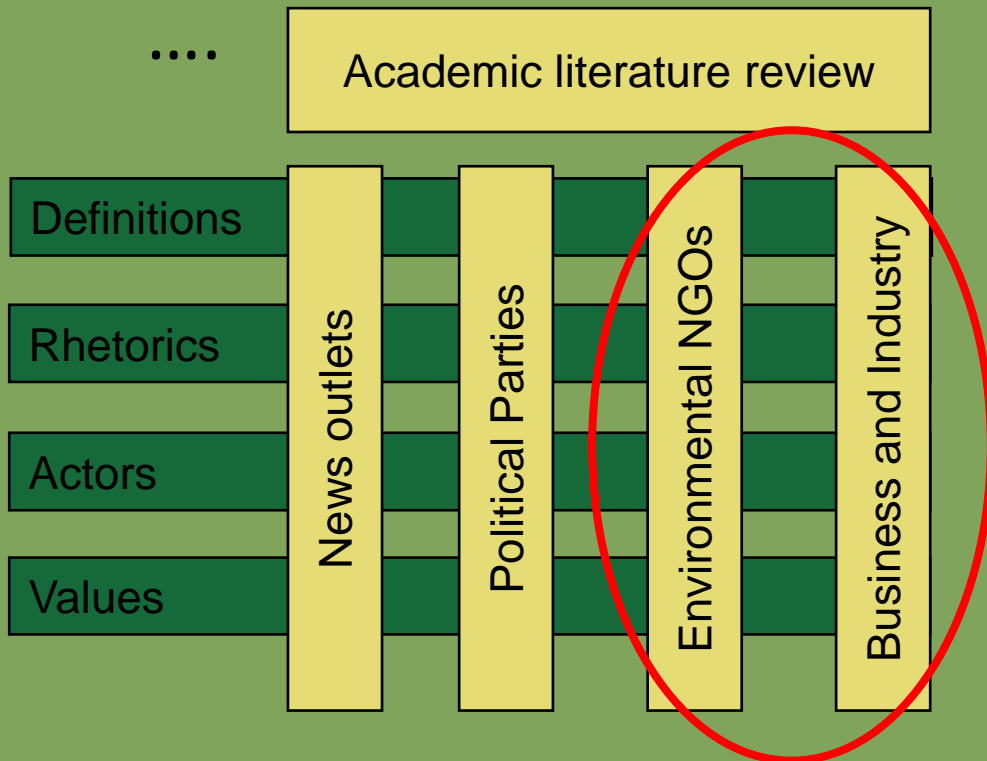 ....
Academic literature review
Definitions
Rhetorics
Actors
Values
News outlets
Political Parties
Environmental NGOs
Business and Industry